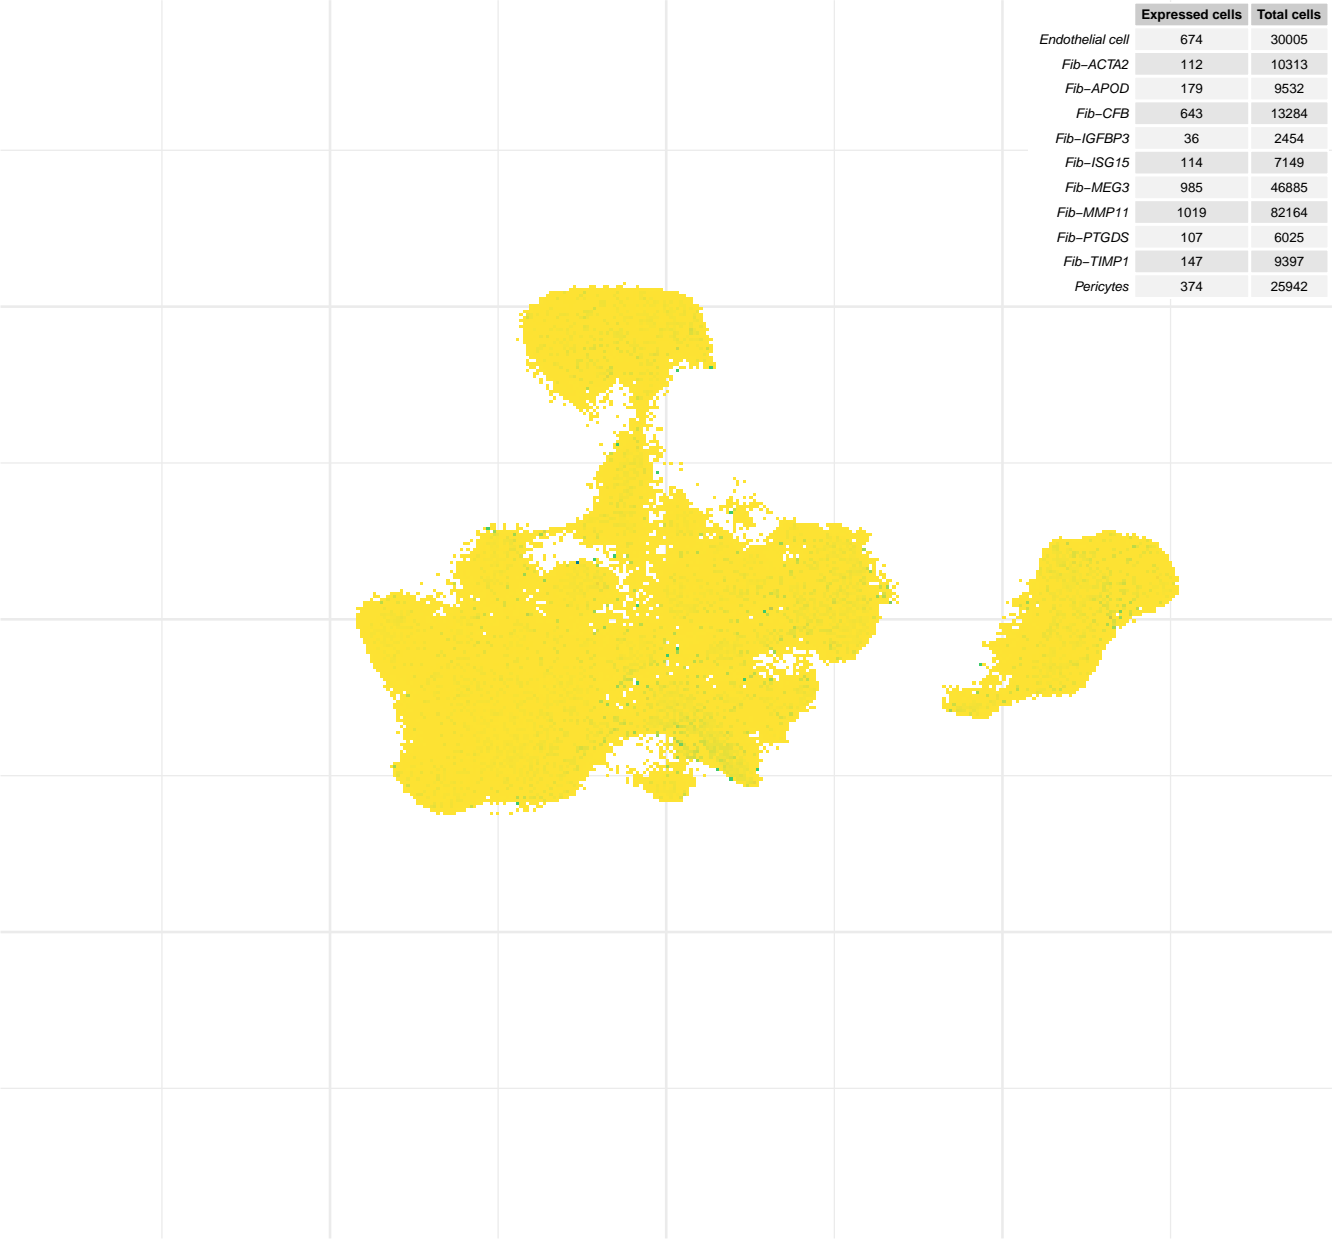 Expressed cells Total cells
Endothelial cell 674 30005
Fib−ACTA2 112 10313
Fib−APOD 179 9532
Fib−CFB 643 13284
Fib−IGFBP3 36 2454
Fib−ISG15 114 7149
Fib−MEG3 985 46885
Fib−MMP11 1019 82164
Fib−PTGDS 107 6025
Fib−TIMP1 147 9397
Pericytes 374 25942